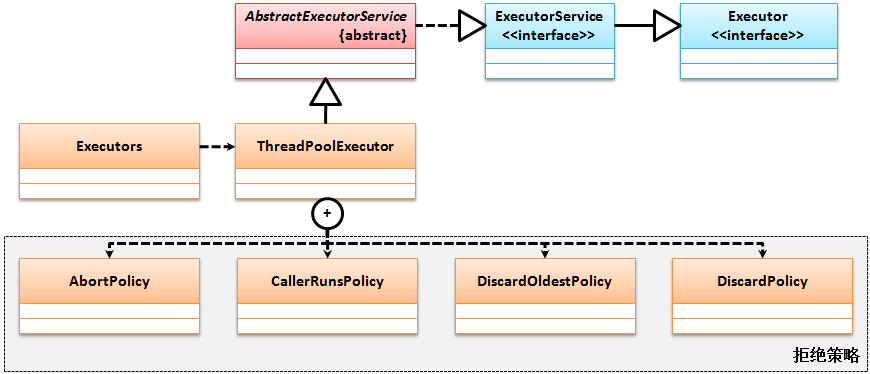 AbstractExecutorService
{abstract}
ExecutorService
<<interface>>
Executor
<<interface>>
Executors
ThreadPoolExecutor
+
AbortPolicy
CallerRunsPolicy
DiscardOldestPolicy
DiscardPolicy
拒绝策略